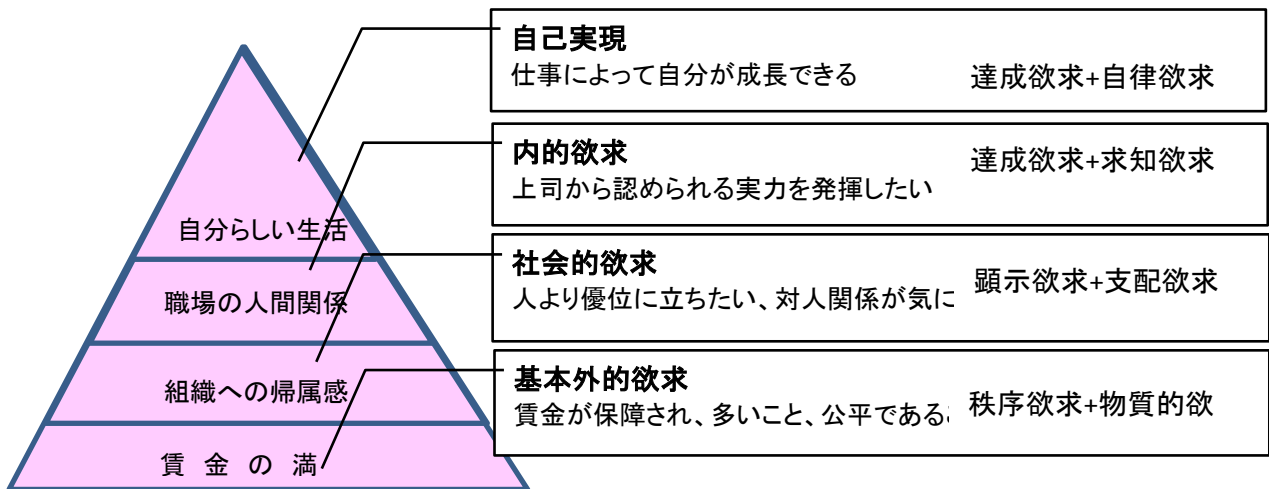 自己実現
仕事によって自分が成長できる
達成欲求+自律欲求
内的欲求
上司から認められる実力を発揮したい
達成欲求+求知欲求
自分らしい生活
社会的欲求
人より優位に立ちたい、対人関係が気に
顕示欲求+支配欲求
職場の人間関係
組織への帰属感
基本外的欲求
賃金が保障され、多いこと、公平である
秩序欲求+物質的欲
賃 金 の 満